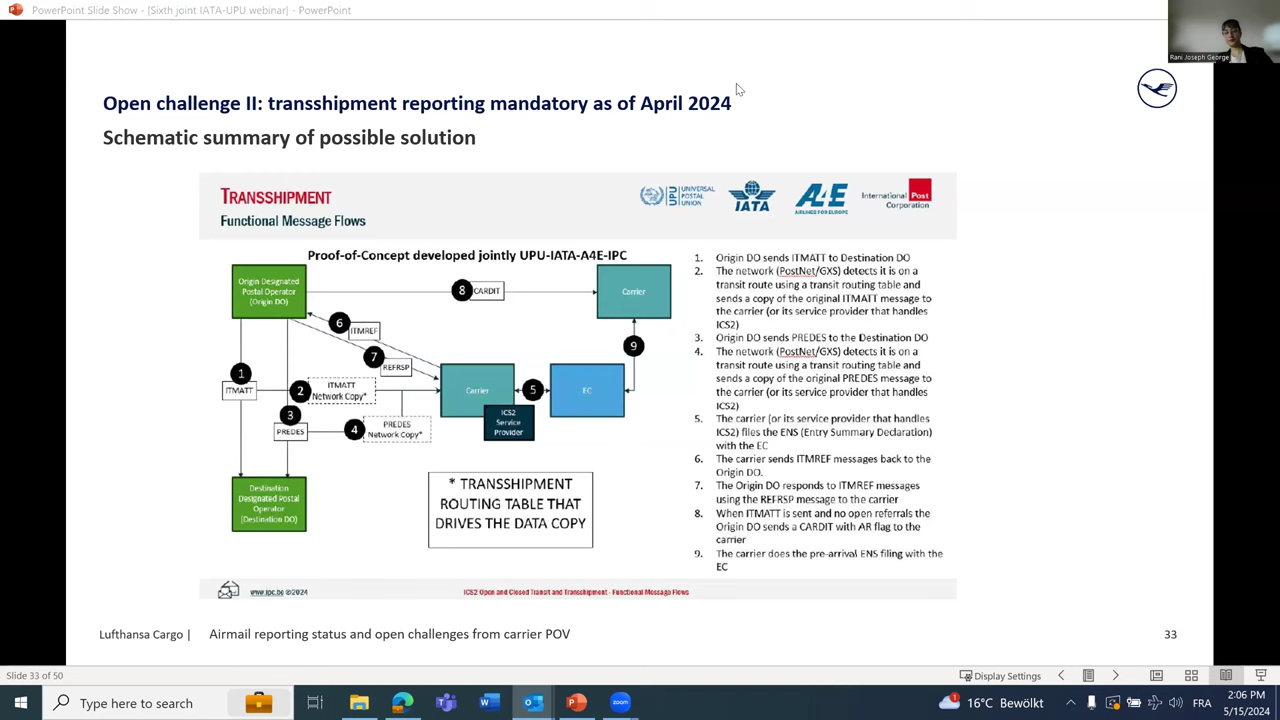 PowerPoint Slide Show - [Sixth joint IATA-UPU webinar] - PowerPoint
Rani Joseph George
Open challenge II: transshipment reporting mandatory as of April 2024
Schematic summary of possible solution
TRANSSHIPMENT
Functional Message Flows
UPU
UNIVERSAL
POSTAL
UNION
IATA
A4E
AIRLINES FOR EUROPE
International Post
Corporation
Proof-of-Concept developed jointly UPU-IATA-A4E-IPC
Origin Designated
Postal Operator
(Origin DO)
8 CARDIT
Carrier
6
ITMREF
7
REFRSP
9
1
ITMATT
2
ITMATT
Network Copy*
3
PREDES
4
PREDES
Network Copy*
Carrier
5
EC
ICS2
Service
Provider
Destination
Designated Postal
Operator
(Destination DO)
* TRANSSHIPMENT
ROUTING TABLE THAT
DRIVES THE DATA COPY
1. Origin DO sends ITMATT to Destination DO
2. The network (PostNet/GXS) detects it is on a
transit route using a transit routing table and
sends a copy of the original ITMATT message to
the carrier (or its service provider that handles
ICS2)
3. Origin DO sends PREDES to the Destination DO
4. The network (PostNet/GXS) detects it is on a
transit route using a transit routing table and
sends a copy of the original PREDES message to
the carrier (or its service provider that handles
ICS2)
5. The carrier (or its service provider that handles
ICS2) files the ENS (Entry Summary Declaration)
with the EC
6. The carrier sends ITMREF messages back to the
Origin DO.
7. The Origin DO responds to ITMREF messages
using the REFRSP message to the carrier
8. When ITMATT is sent and no open referrals the
Origin DO sends a CARDIT with AR flag to the
carrier
9. The carrier does the pre-arrival ENS filing with the
EC
www.ipc.be ©2024
ICS2 Open and Closed Transit and Transshipment - Functional Message Flows
Lufthansa Cargo | Airmail reporting status and open challenges from carrier POV
33
Slide 33 of 50
Display Settings
Type here to search
zoom
1
16°C Bewölkt
FRA
2:06 PM
5/15/2024